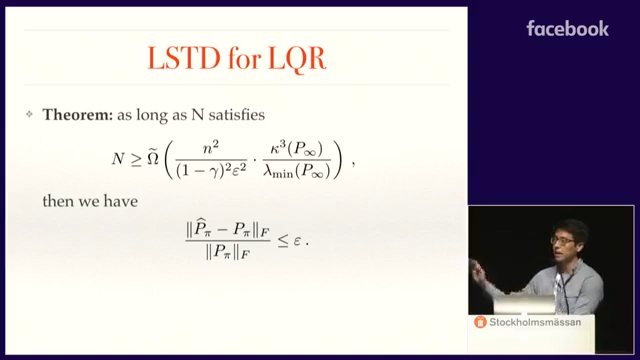 facebook
LSTD for LQR
❖ Theorem: as long as N satisfies
N ≥ Ω̃ ( n² / ((1 − γ)²ε²) · κ³(P∞) / λmin(P∞) ) ,
then we have
‖P̂π − Pπ‖F / ‖Pπ‖F ≤ ε .
Stockholmsmässan